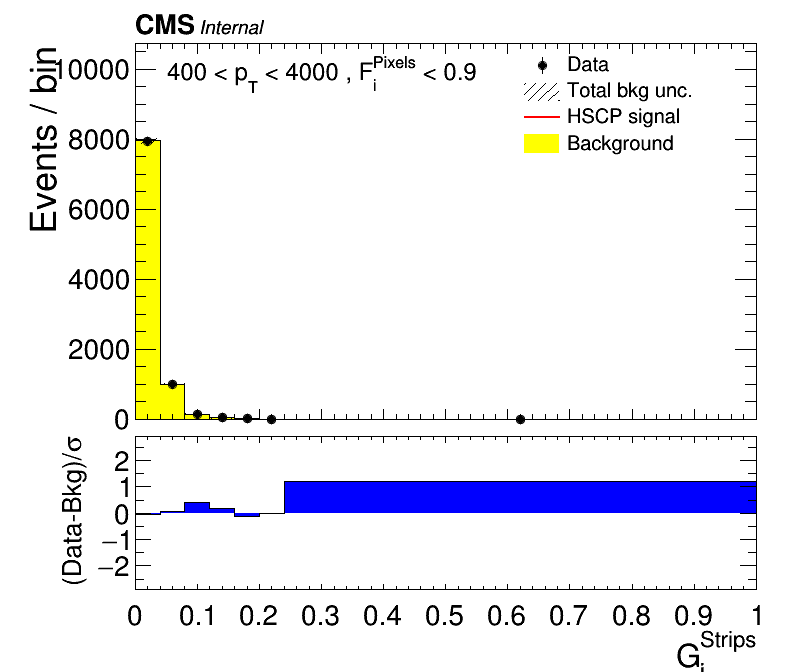 CMS Internal
400 < p_T < 4000 , F_i^Pixels < 0.9
Data
Total bkg unc.
HSCP signal
Background
Events / bin
10000
8000
6000
4000
2000
0
(Data-Bkg)/σ
2
1
0
−1
−2
0 0.1 0.2 0.3 0.4 0.5 0.6 0.7 0.8 0.9 1
G_i^Strips